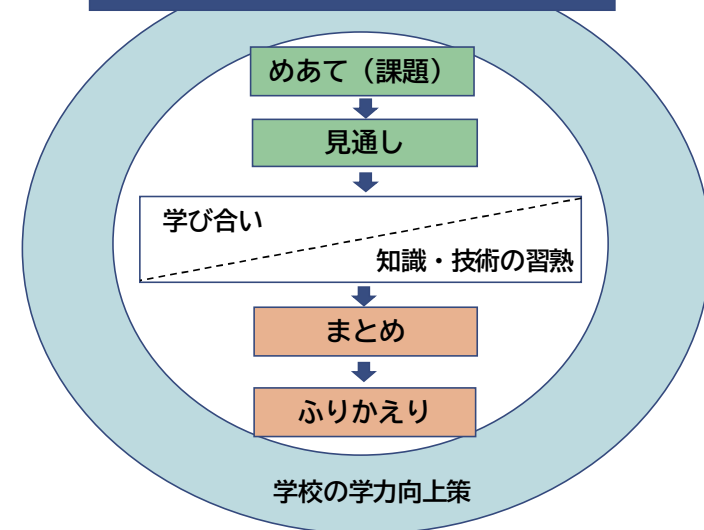 めあて（課題）
見通し
学び合い
知識・技術の習熟
まとめ
ふりかえり
学校の学力向上策